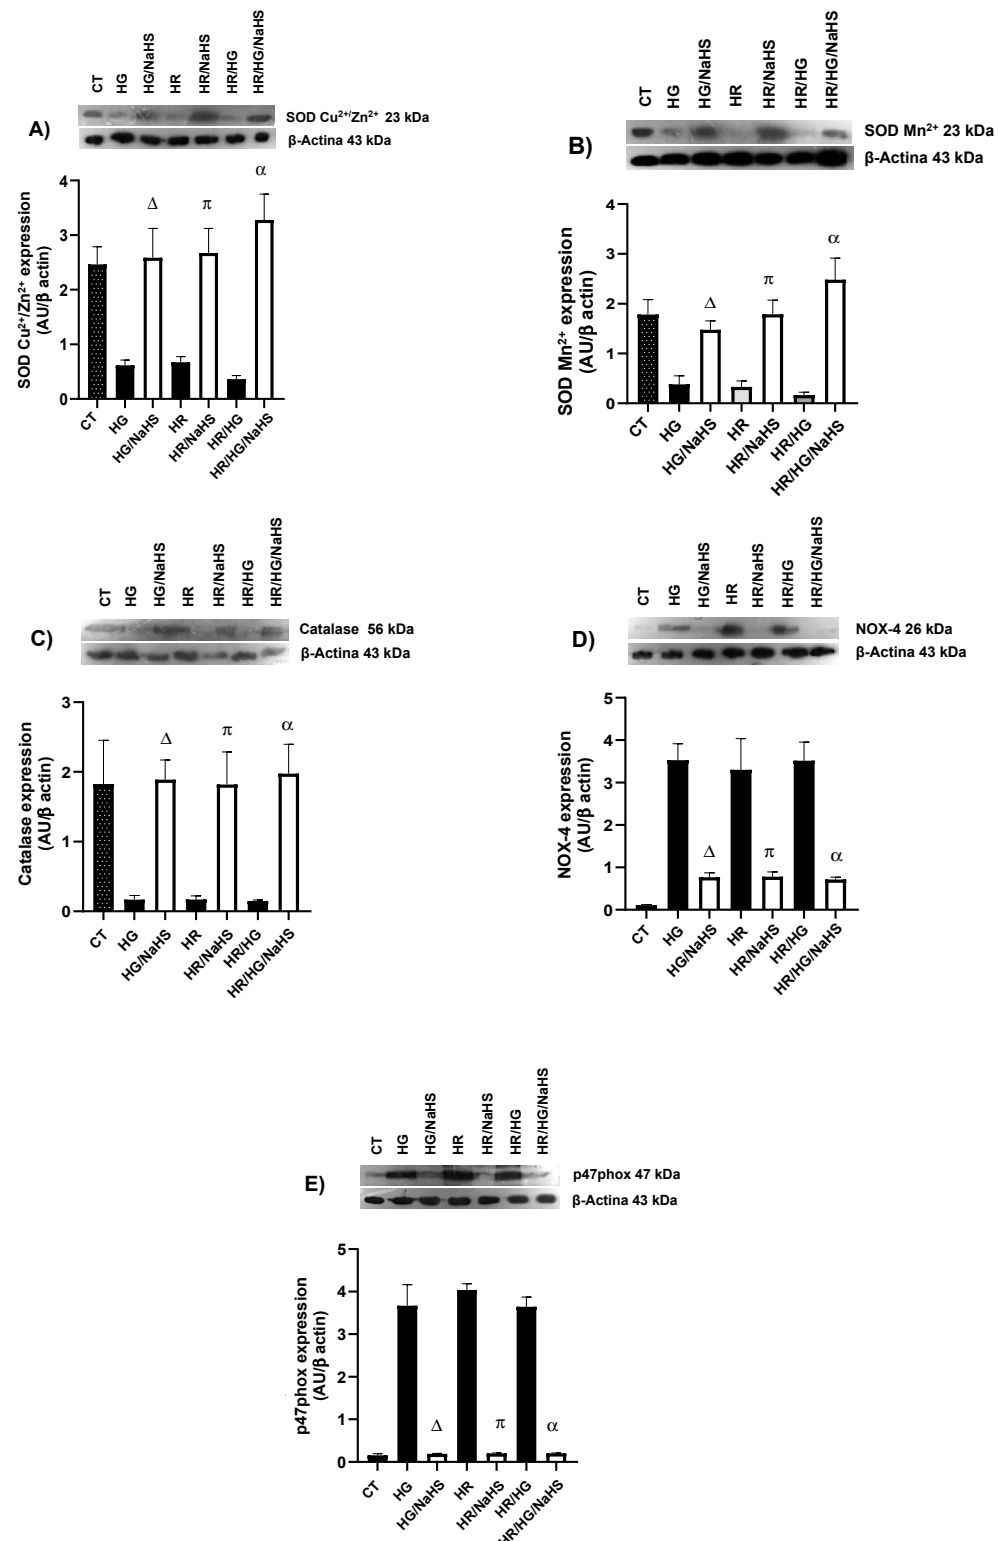 CT HG HG/NaHS HR HR/NaHS HR/HG HR/HG/NaHS
A)
SOD Cu²⁺/Zn²⁺ 23 kDa
β-Actina 43 kDa
SOD Cu²⁺/Zn²⁺ expression
(AU/β actin)
4
3
2
1
0
Δ π α
CT HG HG/NaHS HR HR/NaHS HR/HG HR/HG/NaHS
CT HG HG/NaHS HR HR/NaHS HR/HG HR/HG/NaHS
B)
SOD Mn²⁺ 23 kDa
β-Actina 43 kDa
SOD Mn²⁺ expression
(AU/β actin)
4
3
2
1
0
Δ π α
CT HG HG/NaHS HR HR/NaHS HR/HG HR/HG/NaHS
CT HG HG/NaHS HR HR/NaHS HR/HG HR/HG/NaHS
C)
Catalase 56 kDa
β-Actina 43 kDa
Catalase expression
(AU/β actin)
3
2
1
0
Δ π α
CT HG HG/NaHS HR HR/NaHS HR/HG HR/HG/NaHS
CT HG HG/NaHS HR HR/NaHS HR/HG HR/HG/NaHS
D)
NOX-4 26 kDa
β-Actina 43 kDa
NOX-4 expression
(AU/β actin)
5
4
3
2
1
0
Δ π α
CT HG HG/NaHS HR HR/NaHS HR/HG HR/HG/NaHS
CT HG HG/NaHS HR HR/NaHS HR/HG HR/HG/NaHS
E)
p47phox 47 kDa
β-Actina 43 kDa
p47phox expression
(AU/β actin)
5
4
3
2
1
0
Δ π α
CT HG HG/NaHS HR HR/NaHS HR/HG HR/HG/NaHS